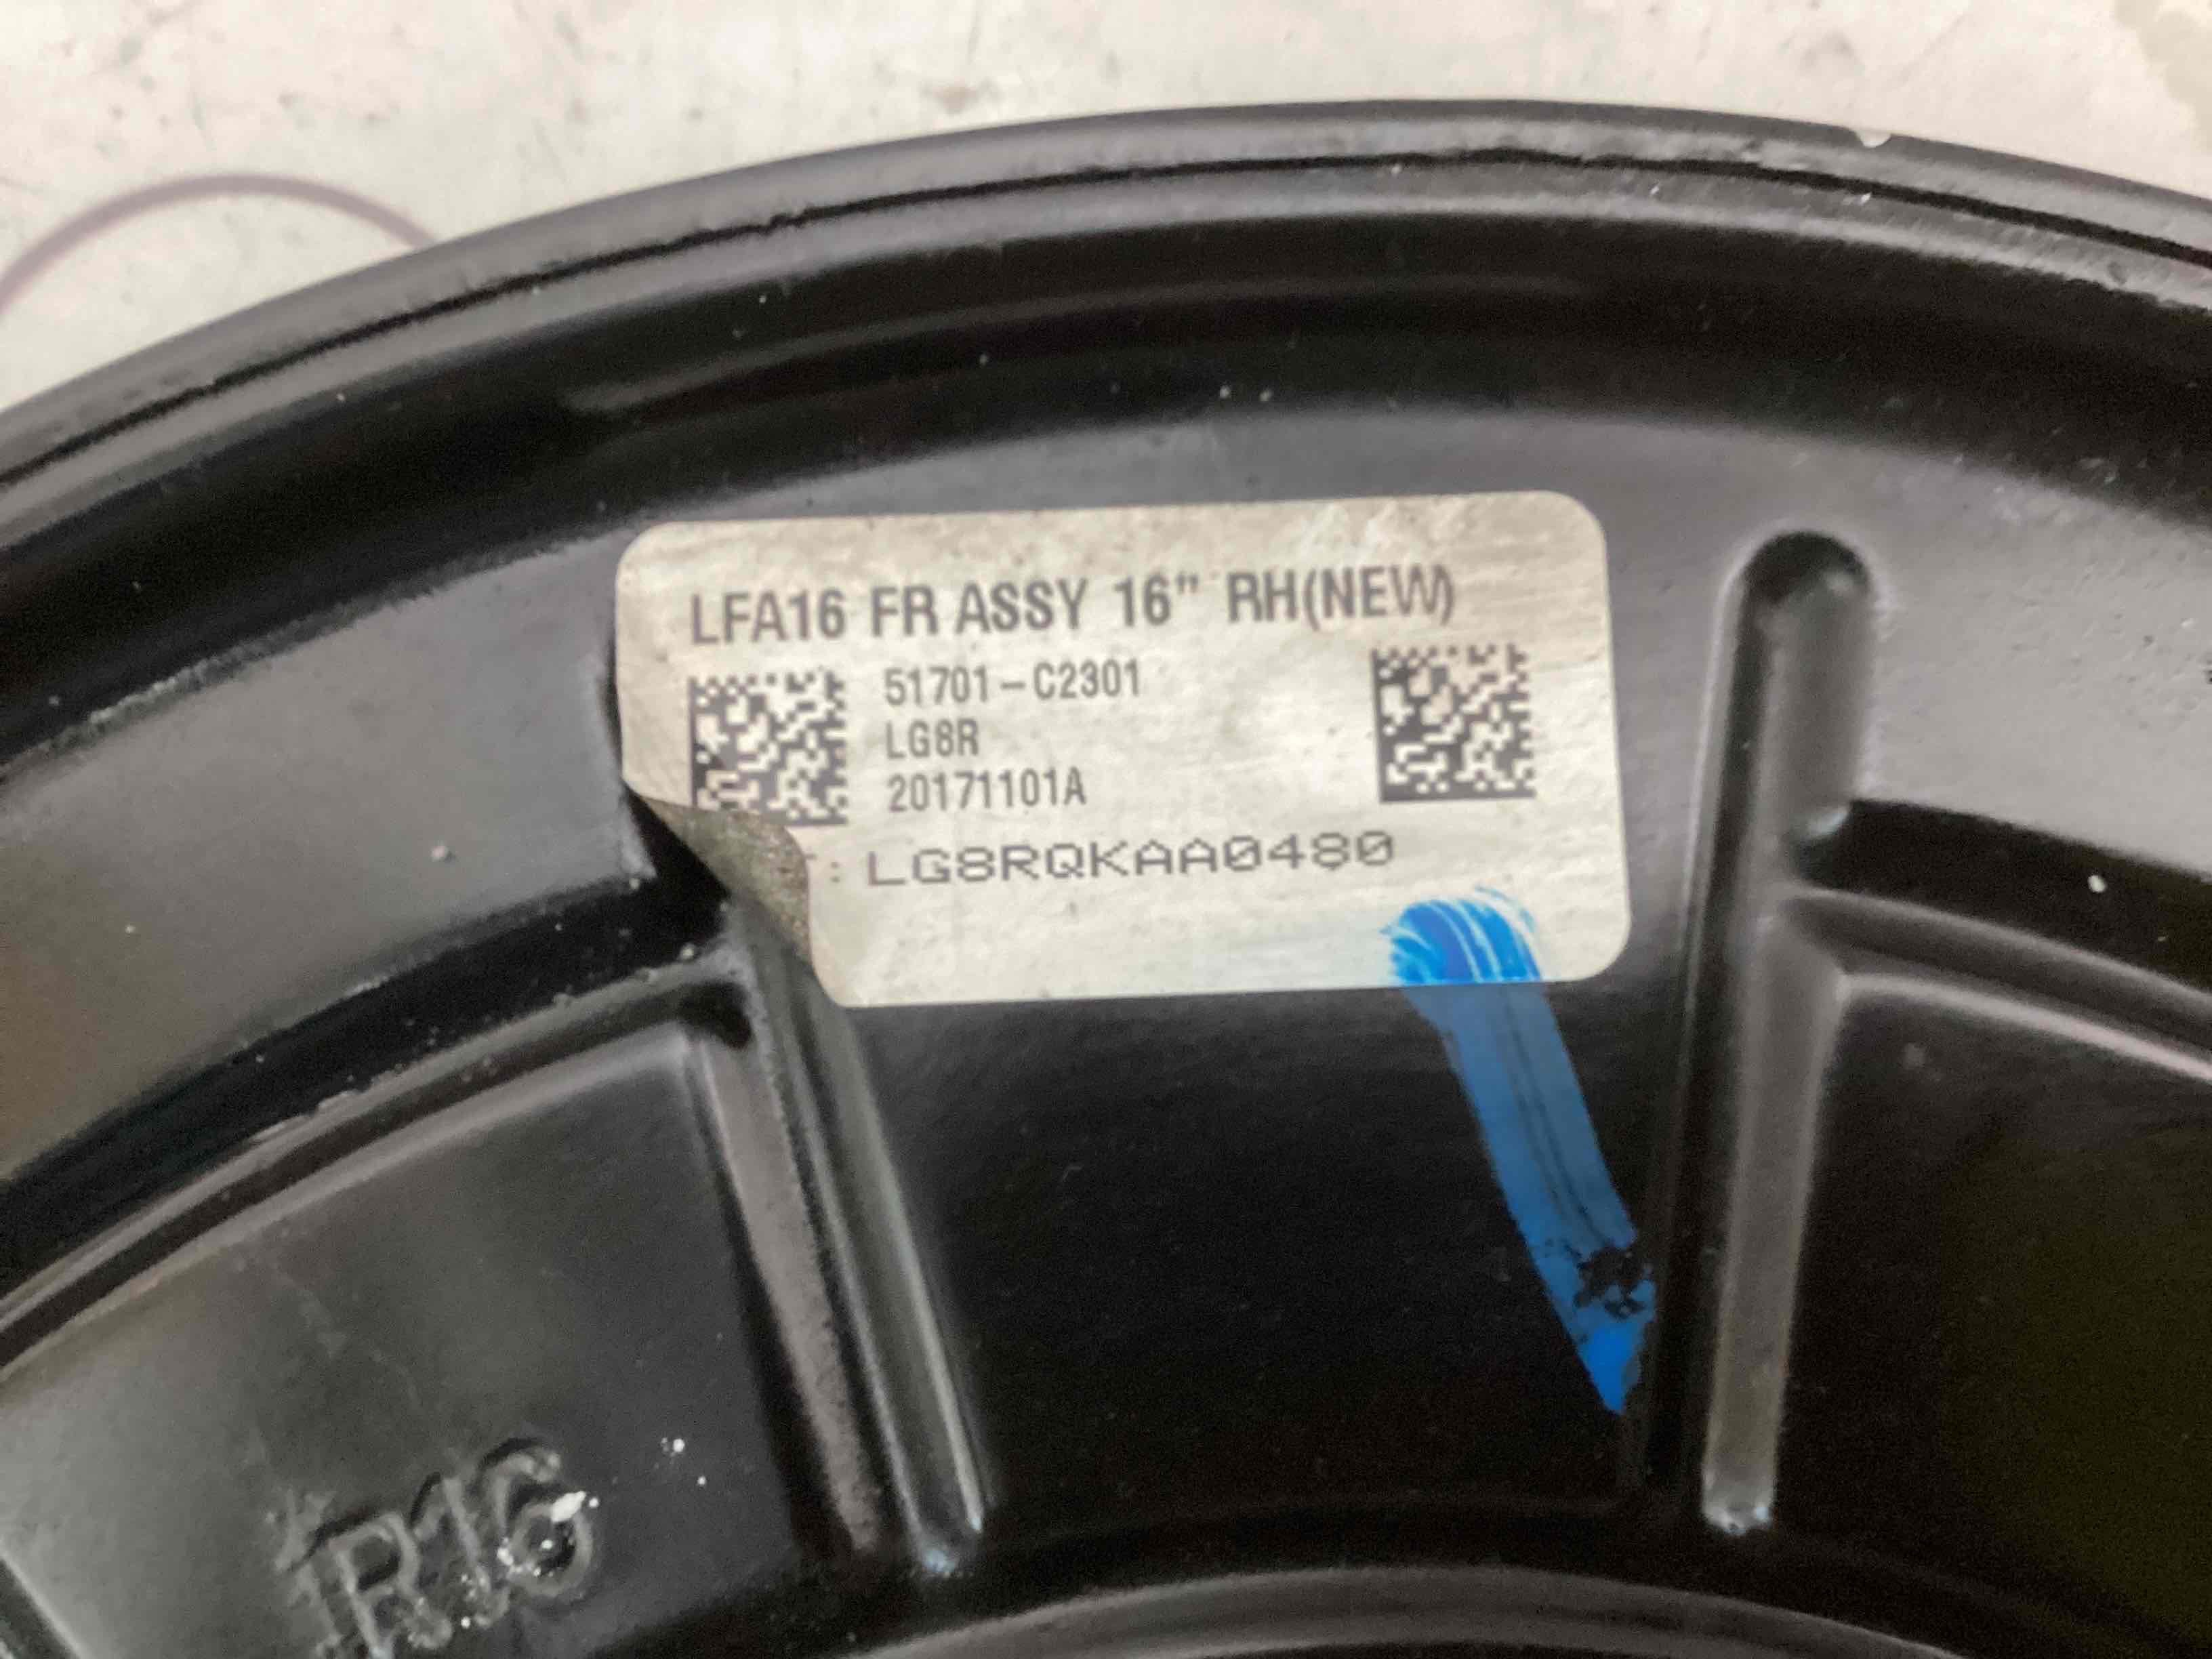 LFA16 FR ASSY 16" RH(NEW)
51701-C2301
LG8R
20171101A
T: LG8RQKAA0480
R16